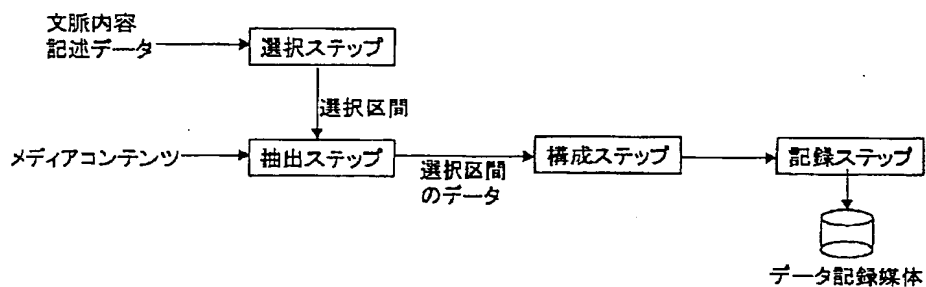 文脈内容
記述データ
選択ステップ
選択区間
メディアコンテンツ
抽出ステップ
選択区間
のデータ
構成ステップ
記録ステップ
データ記録媒体